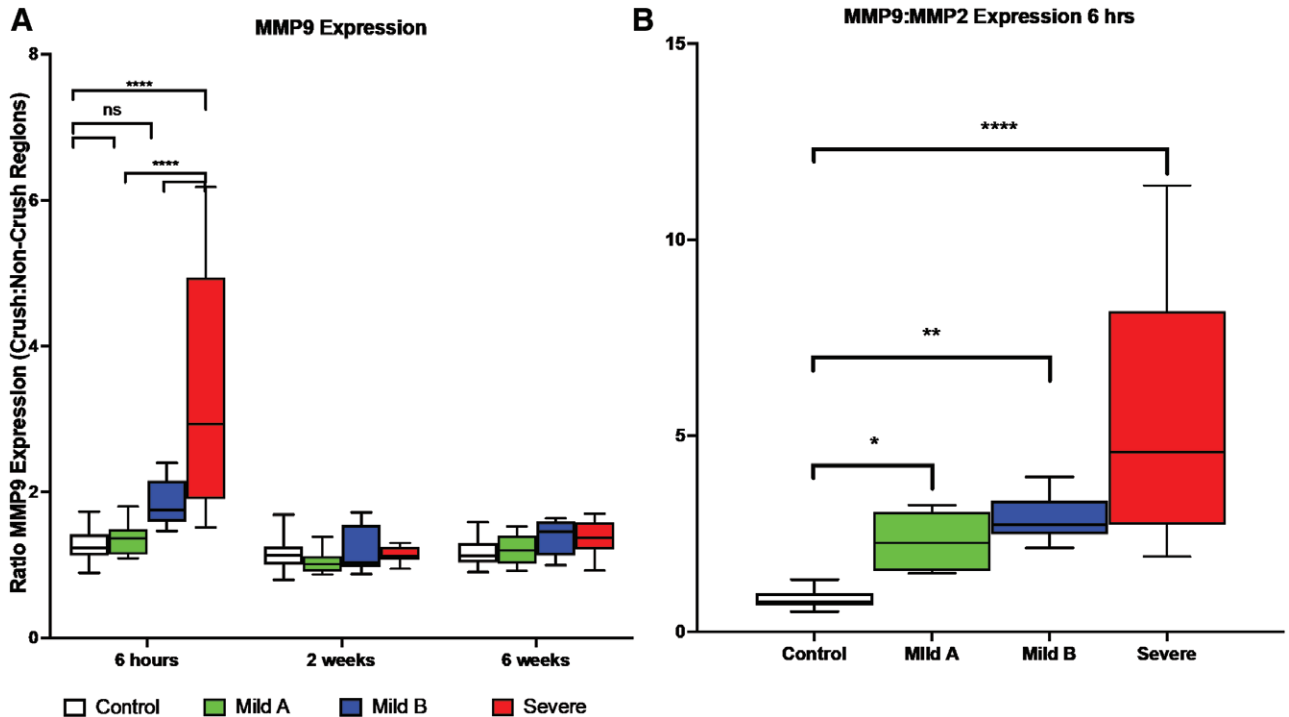 A
MMP9 Expression
Ratio MMP9 Expression (Crush:Non-Crush Regions)
8
6
4
2
0
****
ns
****
6 hours
2 weeks
6 weeks
Control
Mild A
Mild B
Severe
B
MMP9:MMP2 Expression 6 hrs
15
10
5
0
****
**
*
Control
MIld A
Mild B
Severe